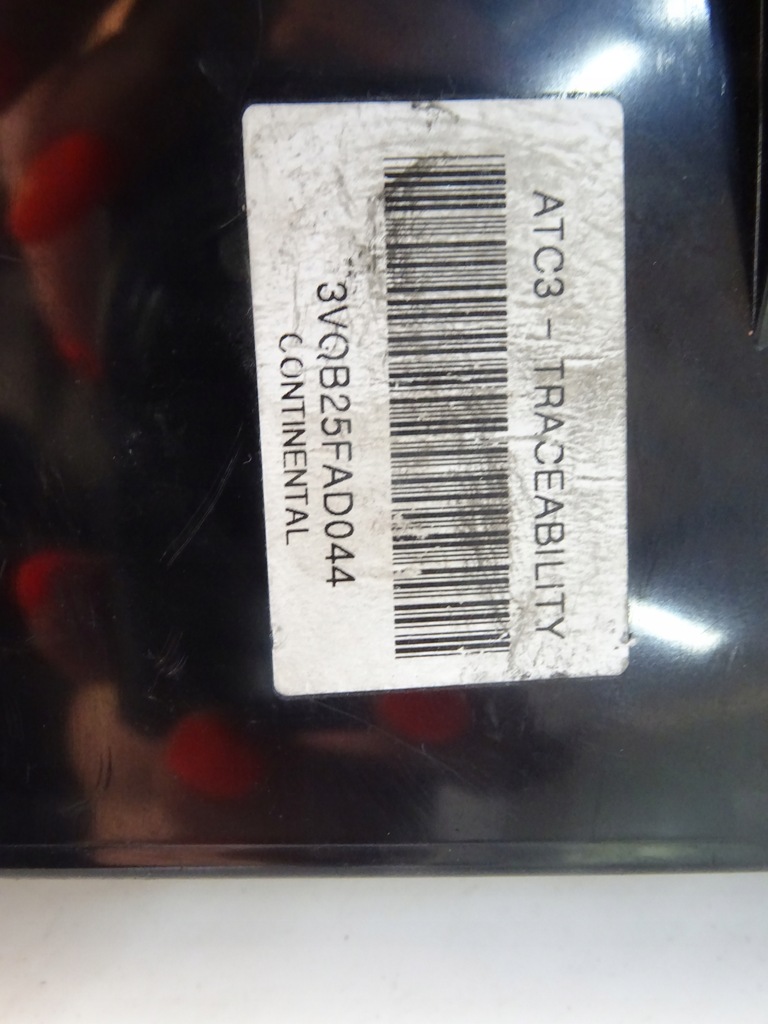 ATC3 - TRACEABILITY
3VQB25FAD044
CONTINENTAL